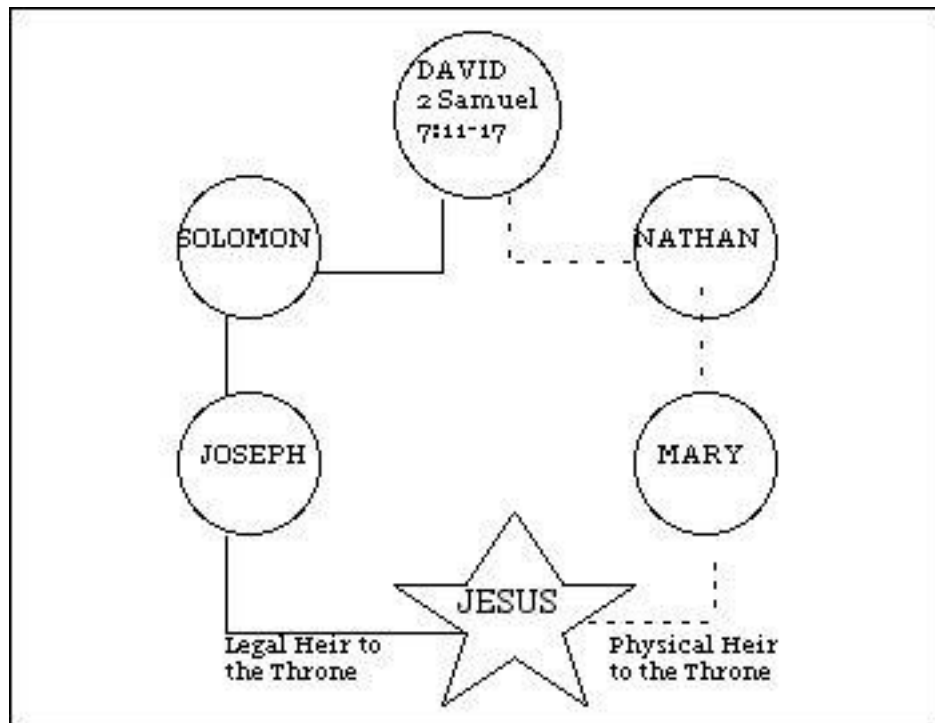 DAVID
2 Samuel
7:11-17
SOLOMON
NATHAN
JOSEPH
MARY
JESUS
Legal Heir to
the Throne
Physical Heir
to the Throne